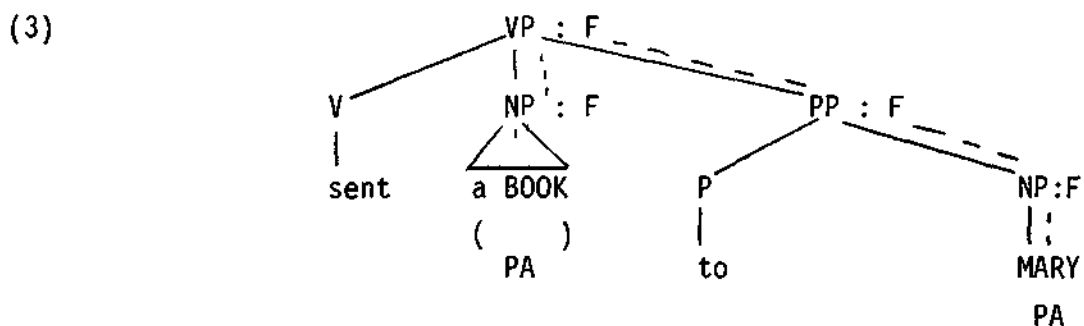 (3) VP : F
V NP : F PP : F
sent a BOOK P NP:F
( ) to MARY
PA PA